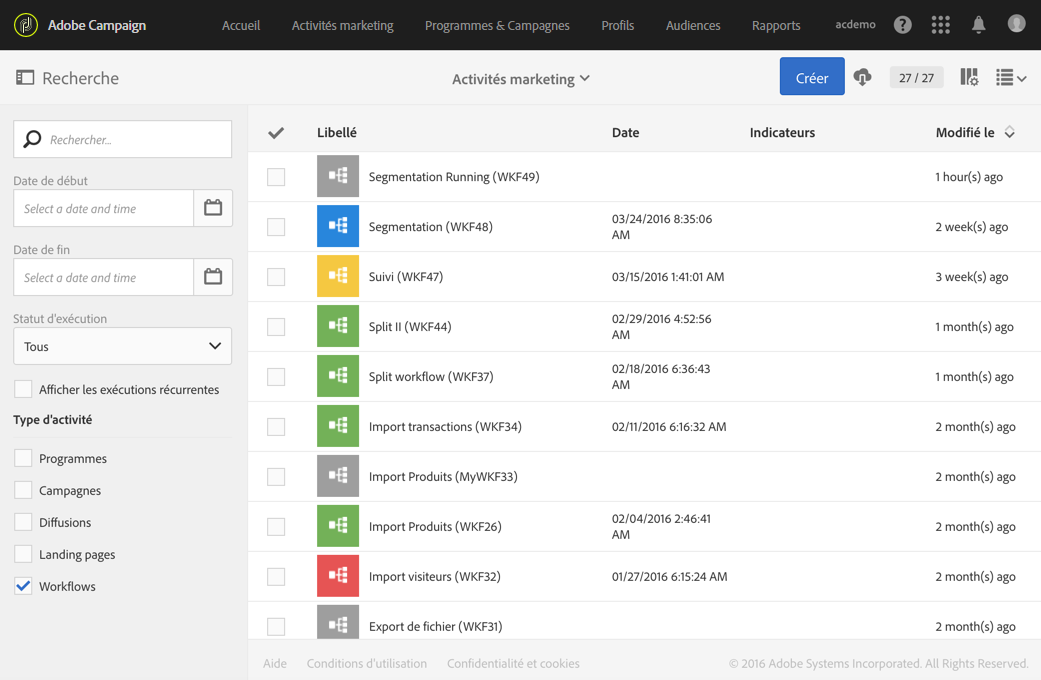 Adobe Campaign Accueil Activités marketing Programmes & Campagnes Profils Audiences Rapports acdemo ?
Recherche Activités marketing Créer 27 / 27
Rechercher...
Date de début
Select a date and time
Date de fin
Select a date and time
Statut d'exécution
Tous
Afficher les exécutions récurrentes
Type d'activité
Programmes
Campagnes
Diffusions
Landing pages
Workflows
Libellé Date Indicateurs Modifié le
Segmentation Running (WKF49) 1 hour(s) ago
Segmentation (WKF48) 03/24/2016 8:35:06 2 week(s) ago
AM
Suivi (WKF47) 03/15/2016 1:41:01 AM 3 week(s) ago
Split II (WKF44) 02/29/2016 4:52:56 1 month(s) ago
AM
Split workflow (WKF37) 02/18/2016 6:36:43 1 month(s) ago
AM
Import transactions (WKF34) 02/11/2016 6:16:32 AM 2 month(s) ago
Import Produits (MyWKF33) 2 month(s) ago
Import Produits (WKF26) 02/04/2016 2:46:41 2 month(s) ago
AM
Import visiteurs (WKF32) 01/27/2016 6:15:24 AM 2 month(s) ago
Export de fichier (WKF31) 2 month(s) ago
Aide Conditions d'utilisation Confidentialité et cookies © 2016 Adobe Systems Incorporated. All Rights Reserved.